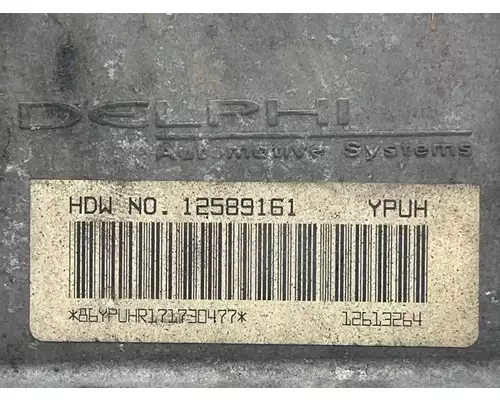 DELPHI
Automotive Systems
HDW NO. 12589161 YPUH
*86YPUHR171730477* 12613264